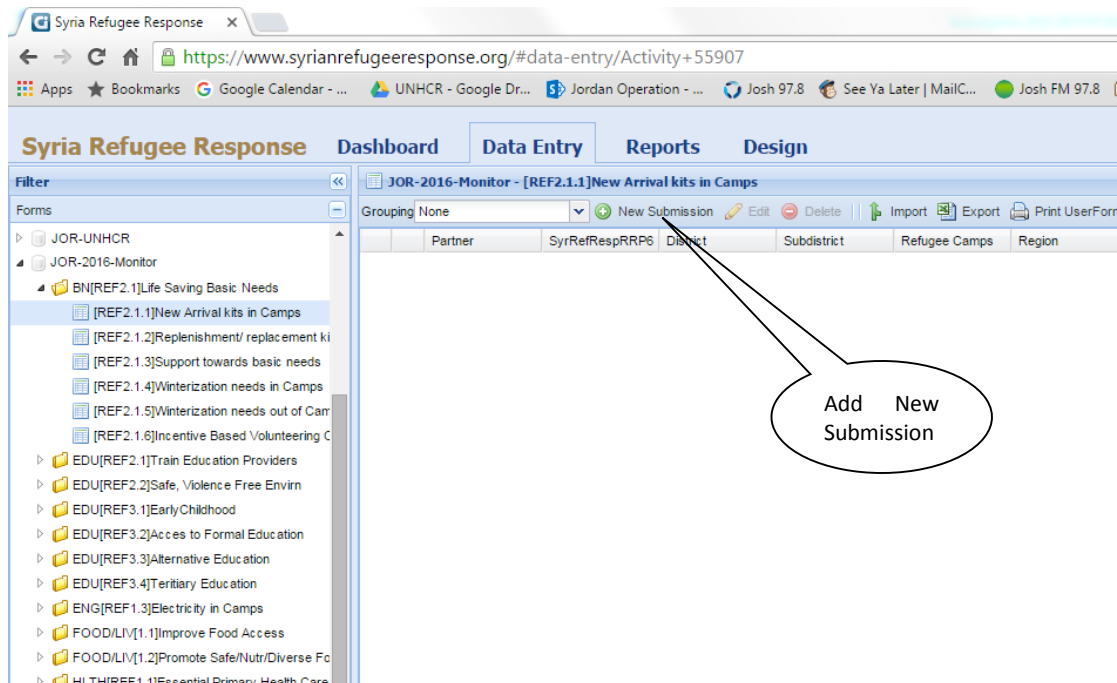 Syria Refugee Response
https://www.syrianrefugeeresponse.org/#data-entry/Activity+55907
Apps Bookmarks Google Calendar - ... UNHCR - Google Dr... Jordan Operation - ... Josh 97.8 See Ya Later | MailC... Josh FM 97.8
Syria Refugee Response Dashboard Data Entry Reports Design
Filter JOR-2016-Monitor - [REF2.1.1]New Arrival kits in Camps
Forms Grouping None New Submission Edit Delete Import Export Print UserForm
Partner SyrRefRespRRP6 District Subdistrict Refugee Camps Region
JOR-UNHCR
JOR-2016-Monitor
BN[REF2.1]Life Saving Basic Needs
[REF2.1.1]New Arrival kits in Camps
[REF2.1.2]Replenishment/ replacement ki
[REF2.1.3]Support towards basic needs
[REF2.1.4]Winterization needs in Camps
[REF2.1.5]Winterization needs out of Cam
[REF2.1.6]Incentive Based Volunteering C
Add New
Submission
EDU[REF2.1]Train Education Providers
EDU[REF2.2]Safe, Violence Free Envirn
EDU[REF3.1]EarlyChildhood
EDU[REF3.2]Acces to Formal Education
EDU[REF3.3]Alternative Education
EDU[REF3.4]Teritiary Education
ENG[REF1.3]Electricity in Camps
FOOD/LIV[1.1]Improve Food Access
FOOD/LIV[1.2]Promote Safe/Nutr/Diverse Fo
HLTH[REF1.1]Essential Primary Health Care